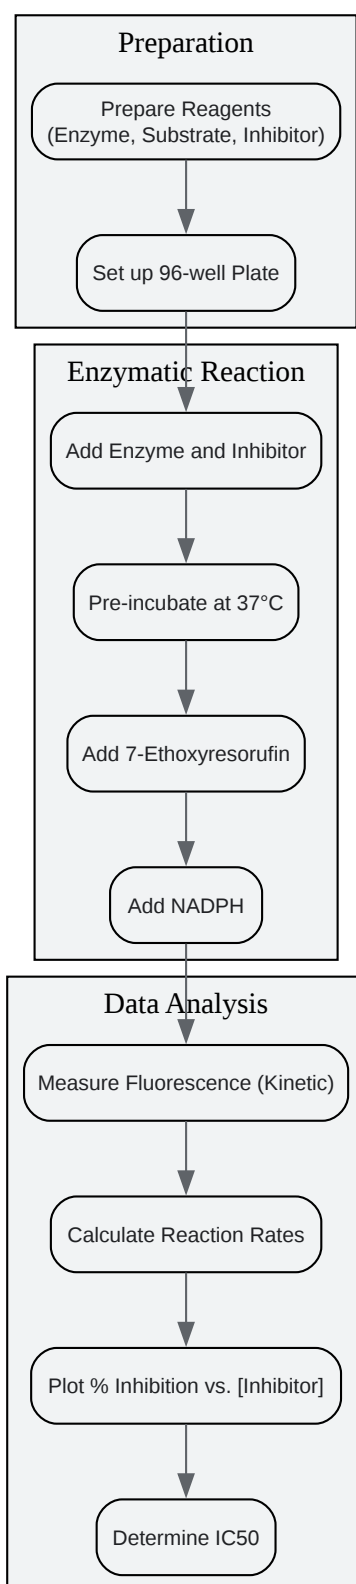 Preparation
Prepare Reagents
(Enzyme, Substrate, Inhibitor)
Set up 96-well Plate
Enzymatic Reaction
Add Enzyme and Inhibitor
Pre-incubate at 37°C
Add 7-Ethoxyresorufin
Add NADPH
Data Analysis
Measure Fluorescence (Kinetic)
Calculate Reaction Rates
Plot % Inhibition vs. [Inhibitor]
Determine IC50